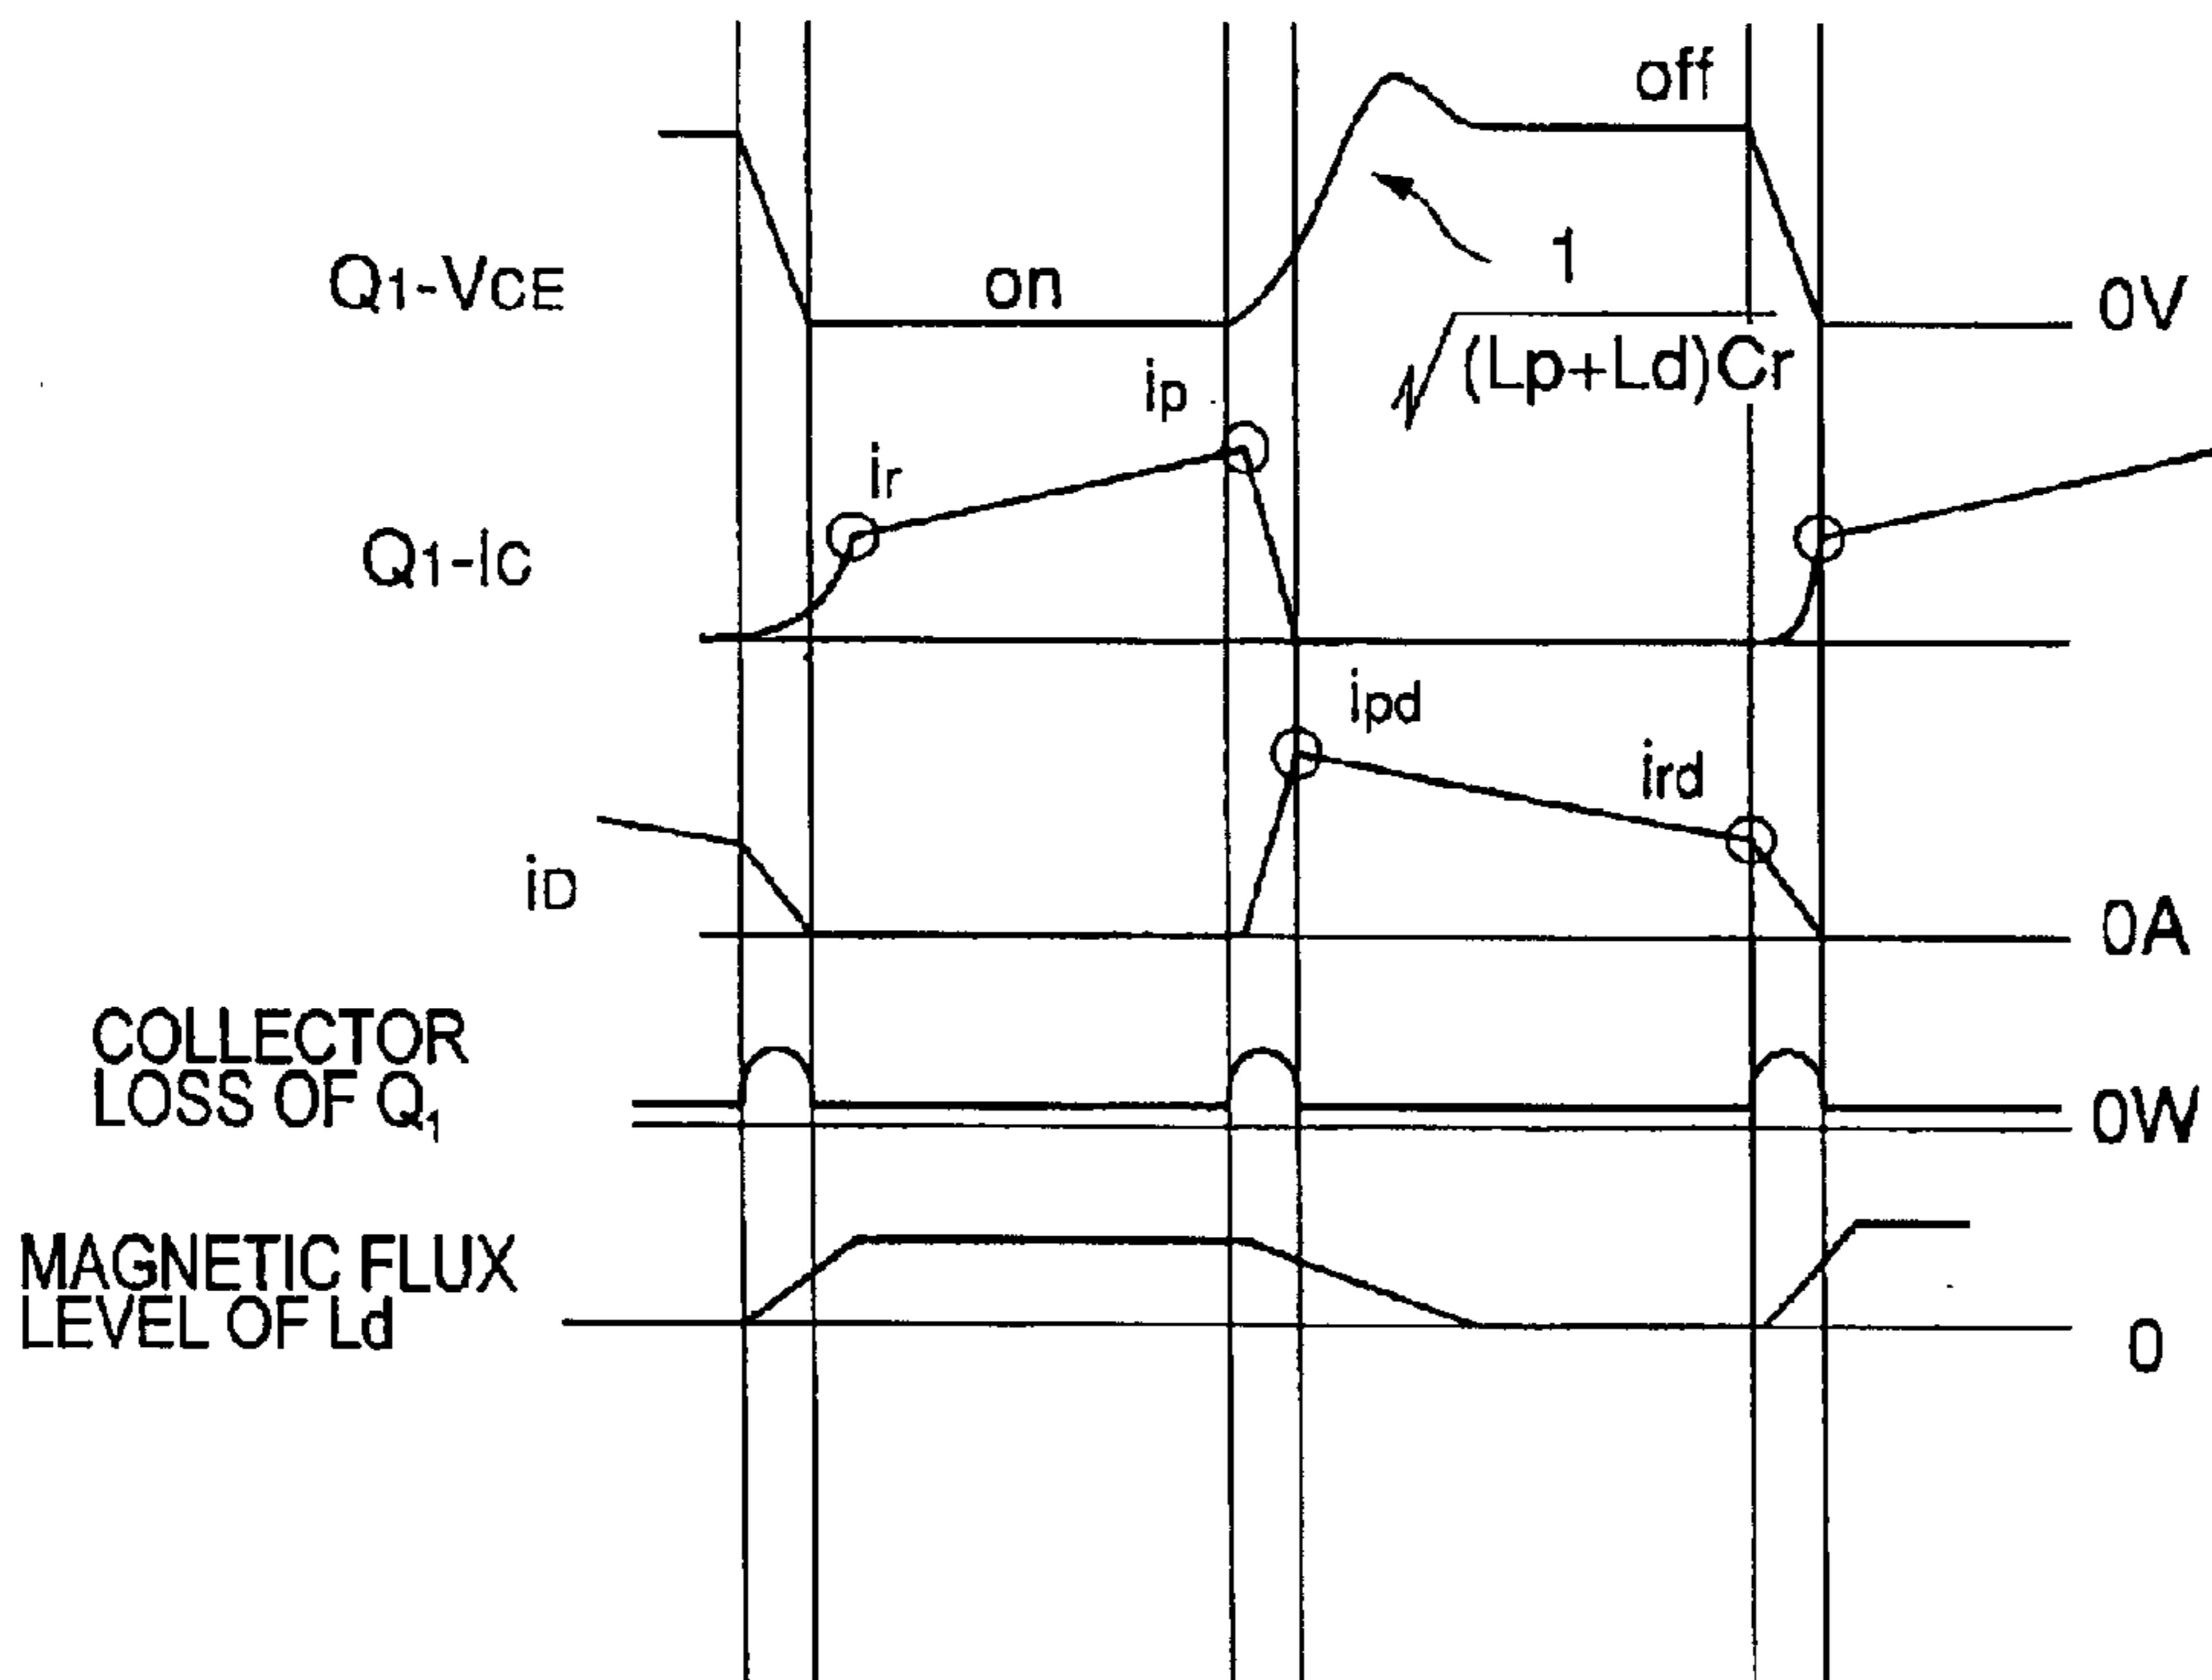 off
Q1-VCE
on
1
√(Lp+Ld)Cr
0V
ip
ir
Q1-IC
ipd
ird
iD
0A
COLLECTOR
LOSS OF Q1
0W
MAGNETIC FLUX
LEVEL OF Ld
0